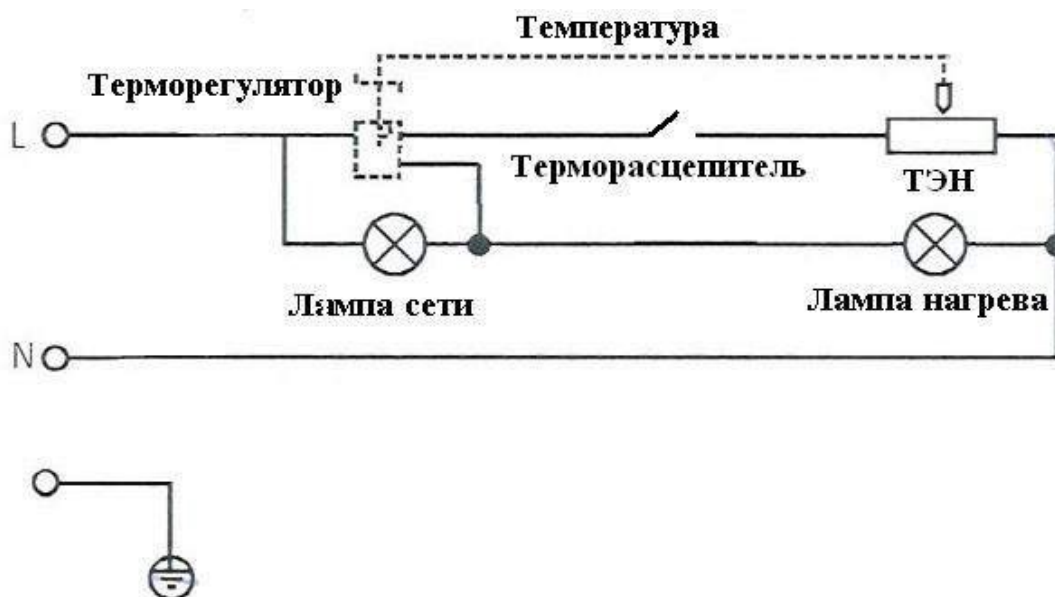 Температура
Терморегулятор
L
Терморасцепитель
ТЭН
Лампа сети
Лампа нагрева
N